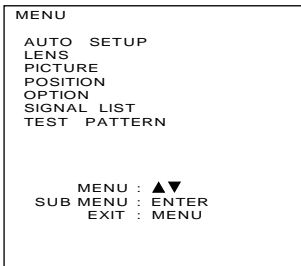 MENU
AUTO SETUP
LENS
PICTURE
POSITION
OPTION
SIGNAL LIST
TEST PATTERN
MENU : ▲▼
SUB MENU : ENTER
EXIT : MENU